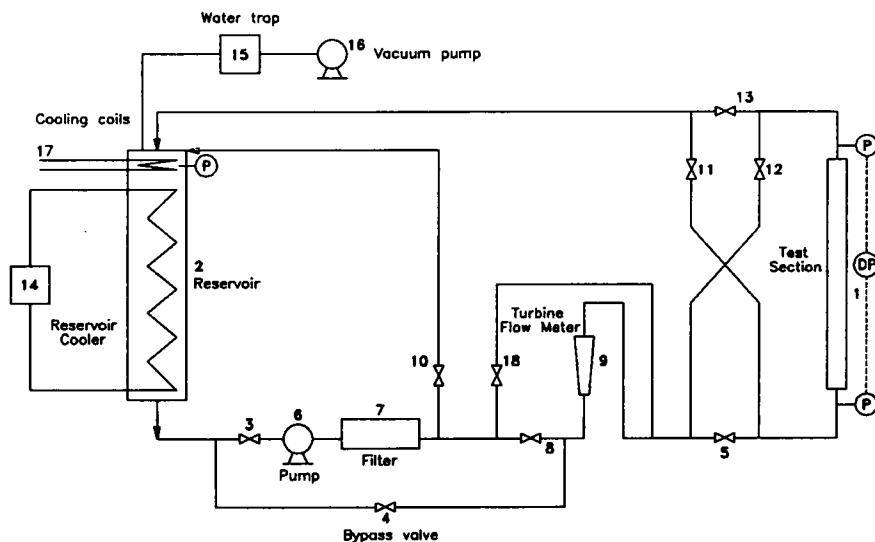 Water trap
15
16
Vacuum pump
Cooling coils
17
P
13
P
11
12
2
Reservoir
14
Reservoir
Cooler
Test
Section
DP
1
Turbine
Flow Meter
10
18
9
P
3
6
7
8
5
Pump
Filter
4
Bypass valve